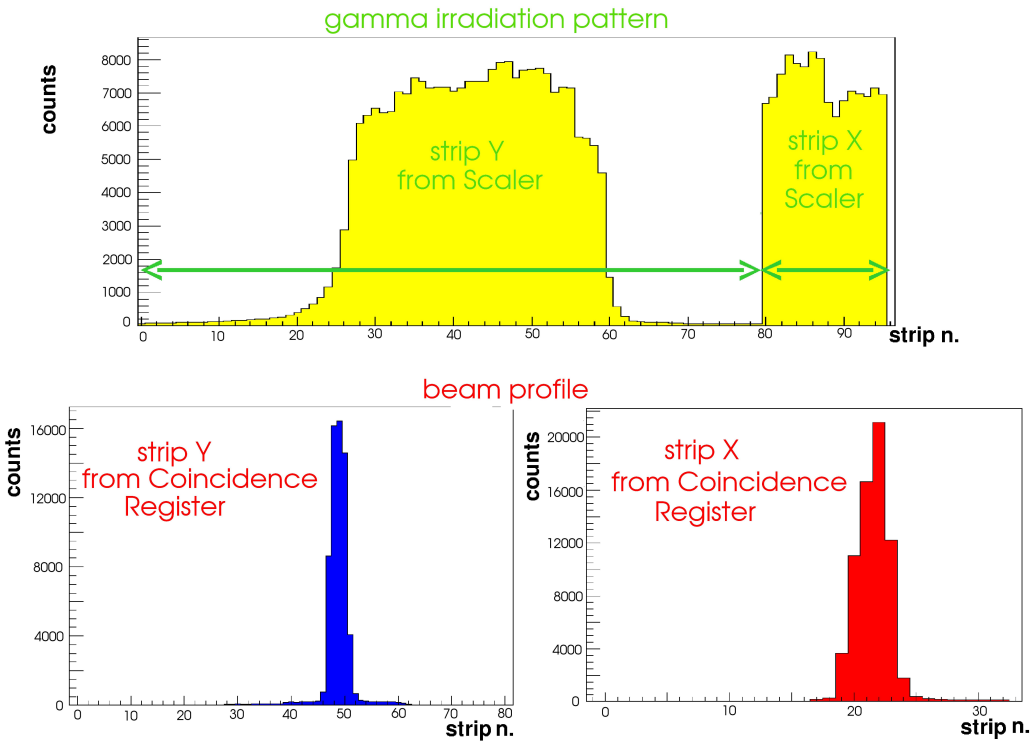 gamma irradiation pattern
counts
8000
7000
6000
5000
4000
3000
2000
1000
0
strip Y
from Scaler
strip X
from
Scaler
0 10 20 30 40 50 60 70 80 90
strip n.
beam profile
counts
16000
12000
8000
4000
0
strip Y
from Coincidence
Register
0 10 20 30 40 50 60 70 80
strip n.
counts
20000
16000
12000
8000
4000
0
strip X
from Coincidence
Register
0 10 20 30
strip n.